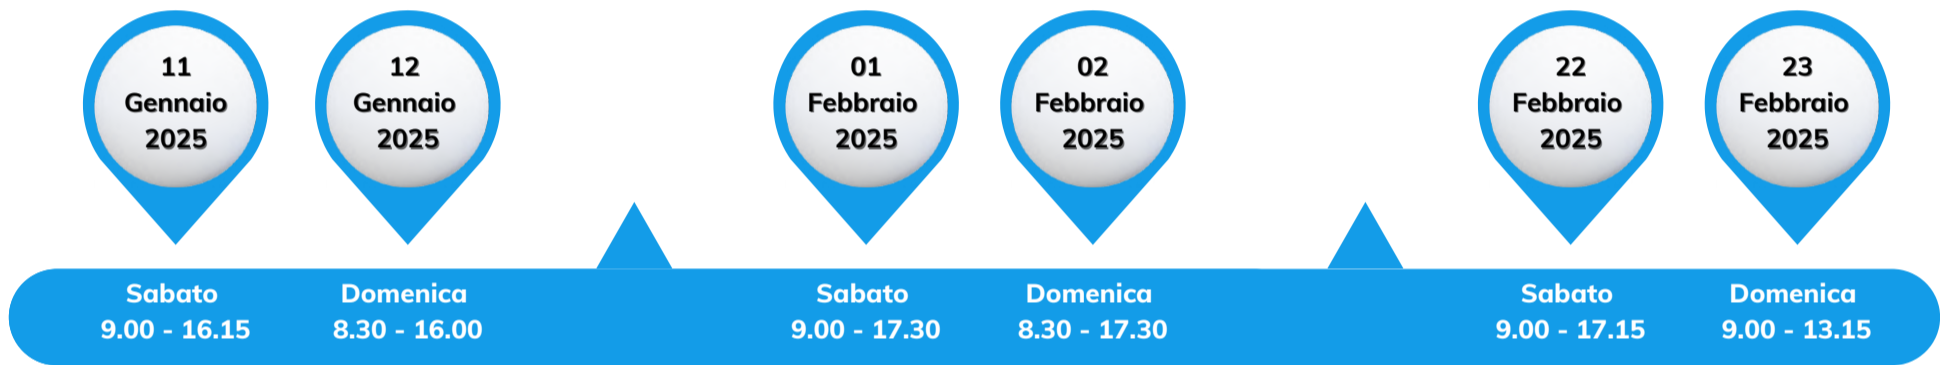 11
Gennaio
2025
12
Gennaio
2025
01
Febbraio
2025
02
Febbraio
2025
22
Febbraio
2025
23
Febbraio
2025
Sabato
9.00 - 16.15
Domenica
8.30 - 16.00
Sabato
9.00 - 17.30
Domenica
8.30 - 17.30
Sabato
9.00 - 17.15
Domenica
9.00 - 13.15